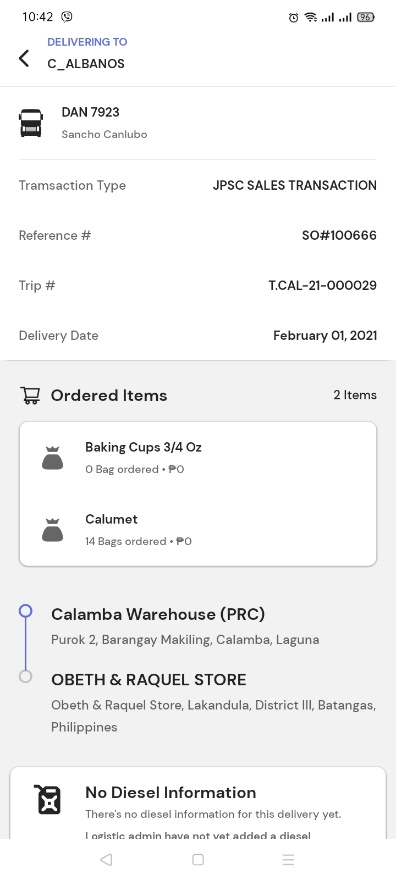 10:42
96
DELIVERING TO
C_ALBANOS
DAN 7923
Sancho Canlubo
Tramsaction Type JPSC SALES TRANSACTION
Reference # SO#100666
Trip # T.CAL-21-000029
Delivery Date February 01, 2021
Ordered Items 2 Items
Baking Cups 3/4 Oz
0 Bag ordered • ₱0
Calumet
14 Bags ordered • ₱0
Calamba Warehouse (PRC)
Purok 2, Barangay Makiling, Calamba, Laguna
OBETH & RAQUEL STORE
Obeth & Raquel Store, Lakandula, District III, Batangas,
Philippines
No Diesel Information
There's no diesel information for this delivery yet.
Logistic admin have not yet added a diesel